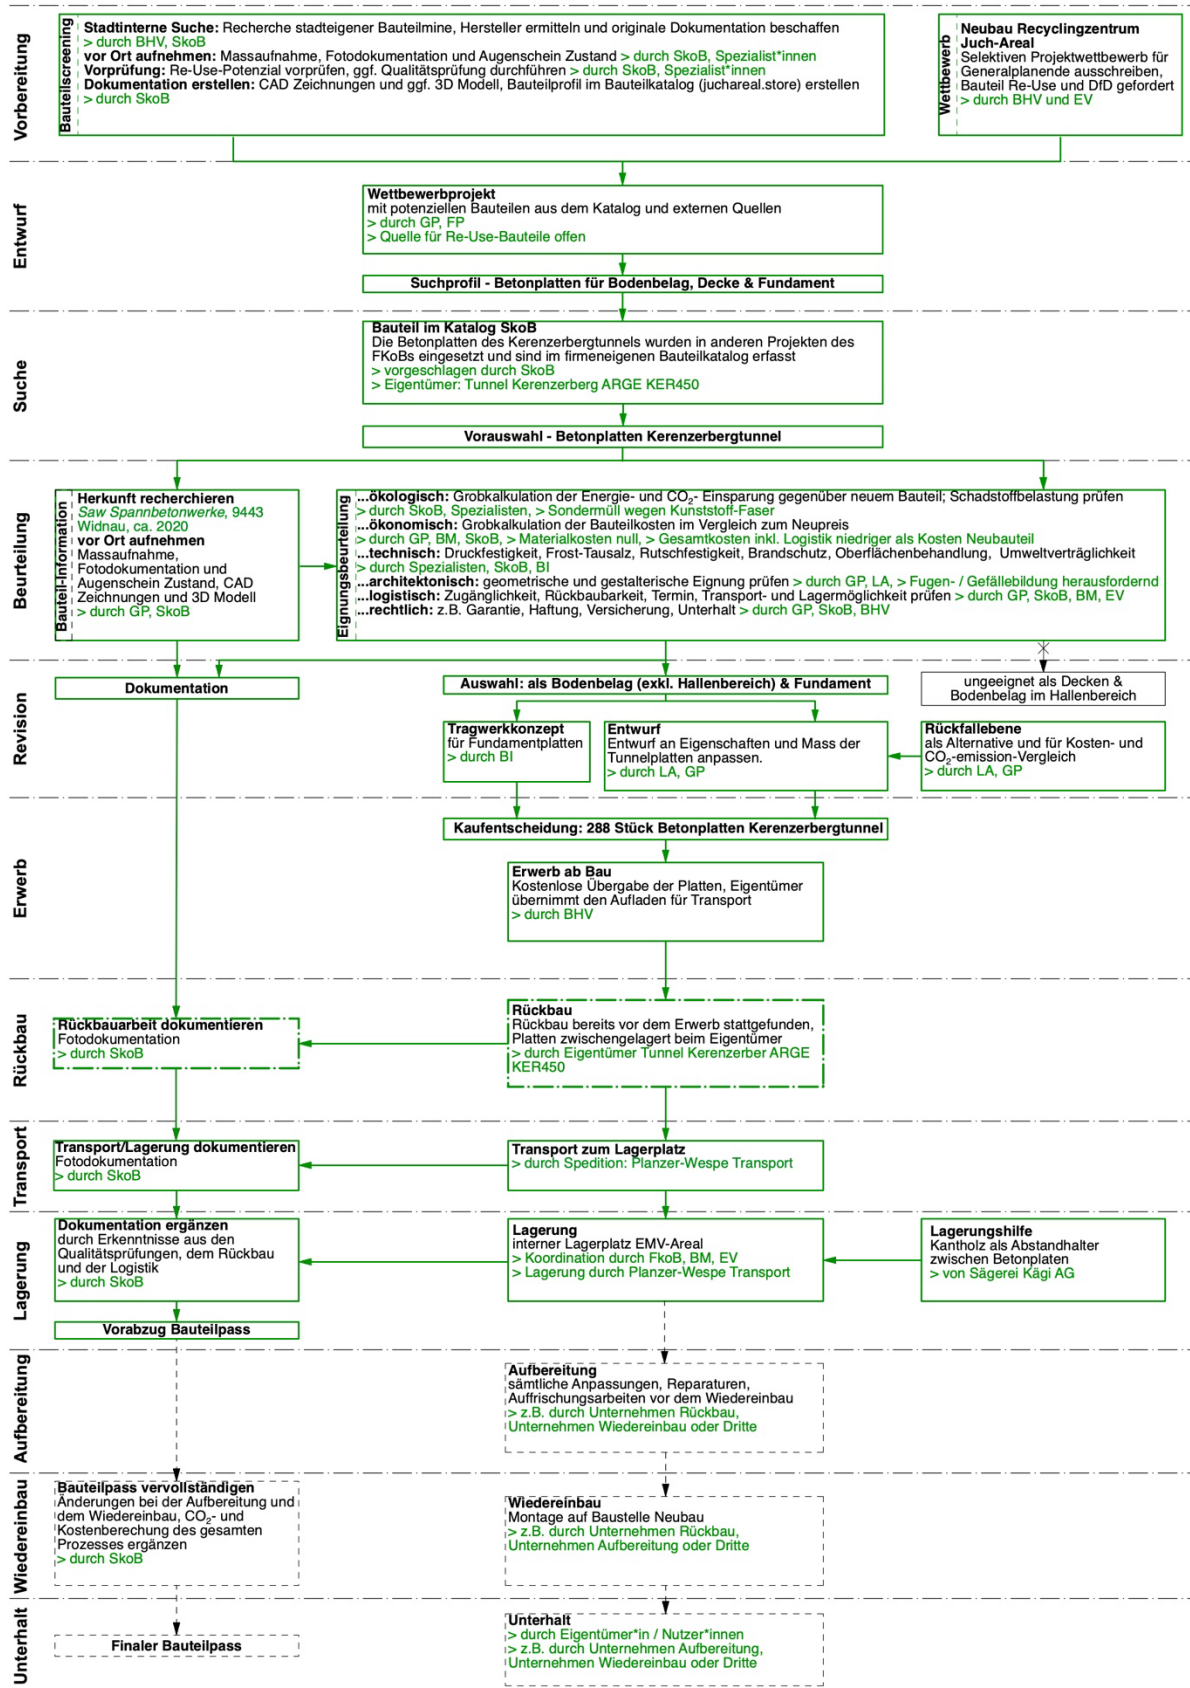 Vorbereitung
Bauteilscreening
Stadtinterne Suche: Recherche stadteigener Bauteilmine, Hersteller ermitteln und originale Dokumentation beschaffen
> durch BHV, SkoB
vor Ort aufnehmen: Massaufnahme, Fotodokumentation und Augenschein Zustand > durch SkoB, Spezialist*innen
Vorprüfung: Re-Use-Potenzial vorprüfen, ggf. Qualitätsprüfung durchführen > durch SkoB, Spezialist*innen
Dokumentation erstellen: CAD Zeichnungen und ggf. 3D Modell, Bauteilprofil im Bauteilkatalog (juchareal.store) erstellen
> durch SkoB
Wettbewerb
Neubau Recyclingzentrum
Juch-Areal
Selektiven Projektwettbewerb für
Generalplanende ausschreiben,
Bauteil Re-Use und DfD gefordert
> durch BHV und EV
Entwurf
Wettbewerbprojekt
mit potenziellen Bauteilen aus dem Katalog und externen Quellen
> durch GP, FP
> Quelle für Re-Use-Bauteile offen
Suchprofil - Betonplatten für Bodenbelag, Decke & Fundament
Suche
Bauteil im Katalog SkoB
Die Betonplatten des Kerenzerbergtunnels wurden in anderen Projekten des
FKoBs eingesetzt und sind im firmeneigenen Bauteilkatalog erfasst
> vorgeschlagen durch SkoB
> Eigentümer: Tunnel Kerenzerberg ARGE KER450
Vorauswahl - Betonplatten Kerenzerbergtunnel
Beurteilung
Bauteil-Information
Herkunft recherchieren
Saw Spannbetonwerke, 9443
Widnau, ca. 2020
vor Ort aufnehmen
Massaufnahme,
Fotodokumentation und
Augenschein Zustand, CAD
Zeichnungen und 3D Modell
> durch GP, SkoB
Eignungsbeurteilung
...ökologisch: Grobkalkulation der Energie- und CO₂- Einsparung gegenüber neuem Bauteil; Schadstoffbelastung prüfen
> durch SkoB, Spezialisten, > Sondermüll wegen Kunststoff-Faser
...ökonomisch: Grobkalkulation der Bauteilkosten im Vergleich zum Neupreis
> durch GP, BM, SkoB, > Materialkosten null, > Gesamtkosten inkl. Logistik niedriger als Kosten Neubauteil
...technisch: Druckfestigkeit, Frost-Tausalz, Rutschfestigkeit, Brandschutz, Oberflächenbehandlung, Umweltverträglichkeit
> durch Spezialisten, SkoB, BI
...architektonisch: geometrische und gestalterische Eignung prüfen > durch GP, LA, > Fugen- / Gefällebildung herausfordernd
...logistisch: Zugänglichkeit, Rückbaubarkeit, Termin, Transport- und Lagermöglichkeit prüfen > durch GP, SkoB, BM, EV
...rechtlich: z.B. Garantie, Haftung, Versicherung, Unterhalt > durch GP, SkoB, BHV
Revision
Dokumentation
Auswahl: als Bodenbelag (exkl. Hallenbereich) & Fundament
ungeeignet als Decken &
Bodenbelag im Hallenbereich
Tragwerkkonzept
für Fundamentplatten
> durch BI
Entwurf
Entwurf an Eigenschaften und Mass der
Tunnelplatten anpassen.
> durch LA, GP
Rückfallebene
als Alternative und für Kosten- und
CO₂-emission-Vergleich
> durch LA, GP
Erwerb
Kaufentscheidung: 288 Stück Betonplatten Kerenzerbergtunnel
Erwerb ab Bau
Kostenlose Übergabe der Platten, Eigentümer
übernimmt den Aufladen für Transport
> durch BHV
Rückbau
Rückbauarbeit dokumentieren
Fotodokumentation
> durch SkoB
Rückbau
Rückbau bereits vor dem Erwerb stattgefunden,
Platten zwischengelagert beim Eigentümer
> durch Eigentümer Tunnel Kerenzerber ARGE
KER450
Transport
Transport/Lagerung dokumentieren
Fotodokumentation
> durch SkoB
Transport zum Lagerplatz
> durch Spedition: Planzer-Wespe Transport
Lagerung
Dokumentation ergänzen
durch Erkenntnisse aus den
Qualitätsprüfungen, dem Rückbau
und der Logistik
> durch SkoB
Lagerung
interner Lagerplatz EMV-Areal
> Koordination durch FkoB, BM, EV
> Lagerung durch Planzer-Wespe Transport
Lagerungshilfe
Kantholz als Abstandhalter
zwischen Betonplaten
> von Sägerei Kägi AG
Vorabzug Bauteilpass
Aufbereitung
Aufbereitung
sämtliche Anpassungen, Reparaturen,
Auffrischungsarbeiten vor dem Wiedereinbau
> z.B. durch Unternehmen Rückbau,
Unternehmen Wiedereinbau oder Dritte
Wiedereinbau
Bauteilpass vervollständigen
Änderungen bei der Aufbereitung und
dem Wiedereinbau, CO₂- und
Kostenberechung des gesamten
Prozesses ergänzen
> durch SkoB
Wiedereinbau
Montage auf Baustelle Neubau
> z.B. durch Unternehmen Rückbau,
Unternehmen Aufbereitung oder Dritte
Unterhalt
Finaler Bauteilpass
Unterhalt
> durch Eigentümer*in / Nutzer*innen
> z.B. durch Unternehmen Aufbereitung,
Unternehmen Wiedereinbau oder Dritte